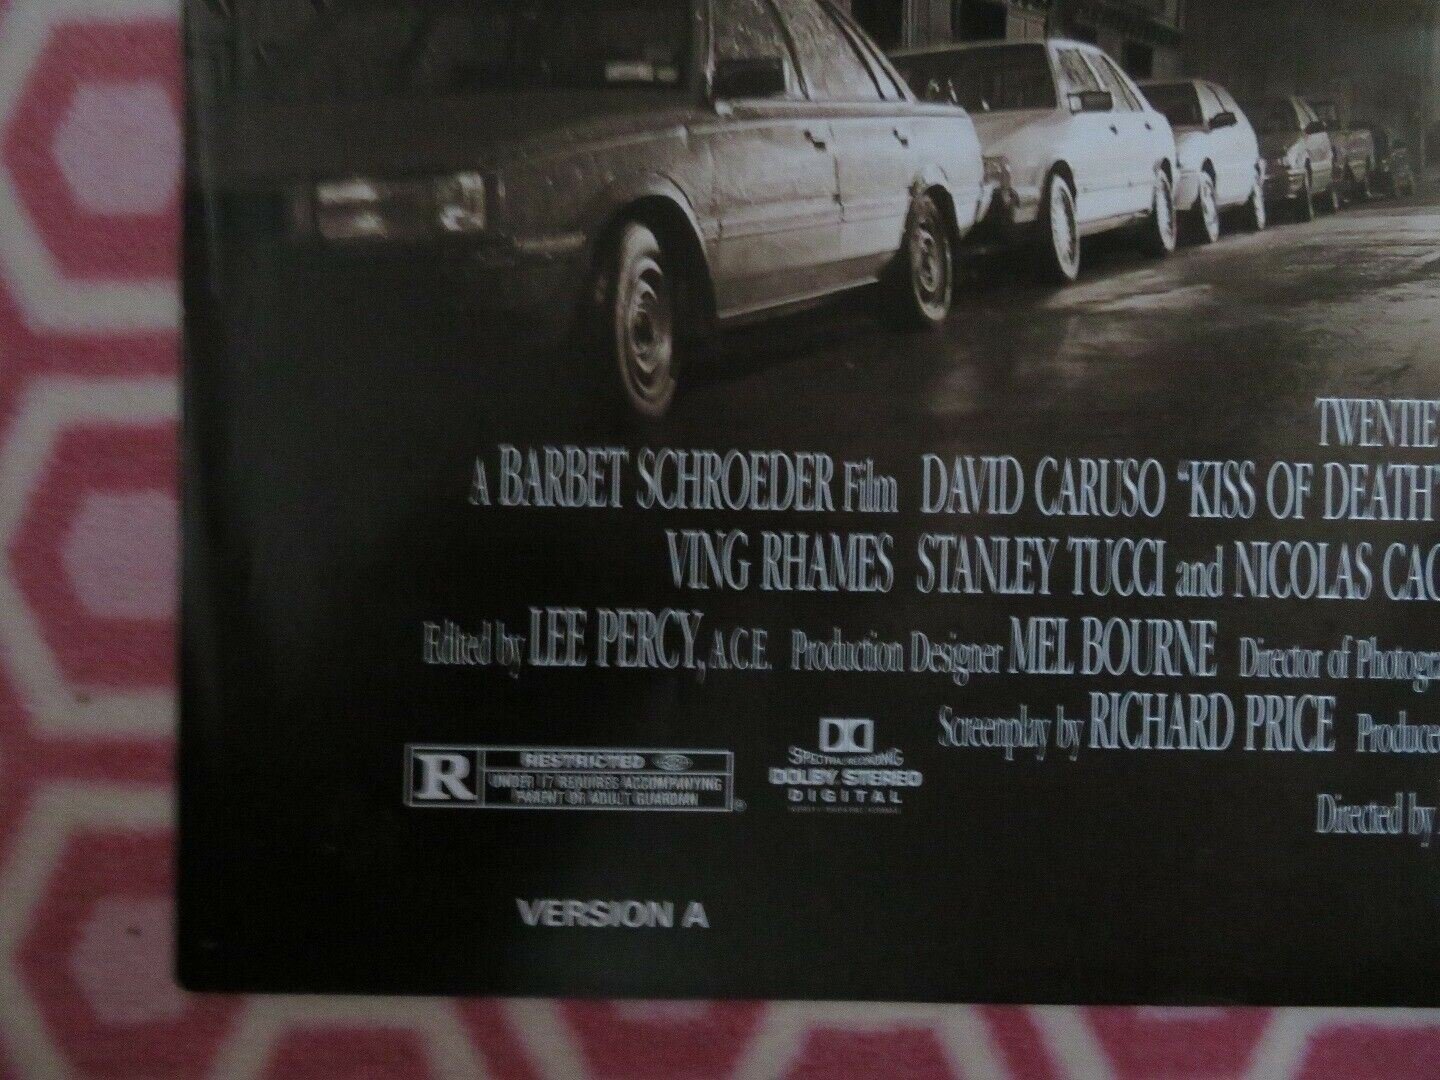 TWENTIE
A BARBET SCHROEDER Film DAVID CARUSO "KISS OF DEATH"
VING RHAMES STANLEY TUCCI and NICOLAS CAG
Edited by LEE PERCY, A.C.E. Production Designer MEL BOURNE Director of Photogr
Screenplay by RICHARD PRICE Produce
Directed by
R RESTRICTED
UNDER 17 REQUIRES ACCOMPANYING
PARENT OR ADULT GUARDIAN
SPECTRAL RECORDING
DOLBY STEREO
DIGITAL
VERSION A